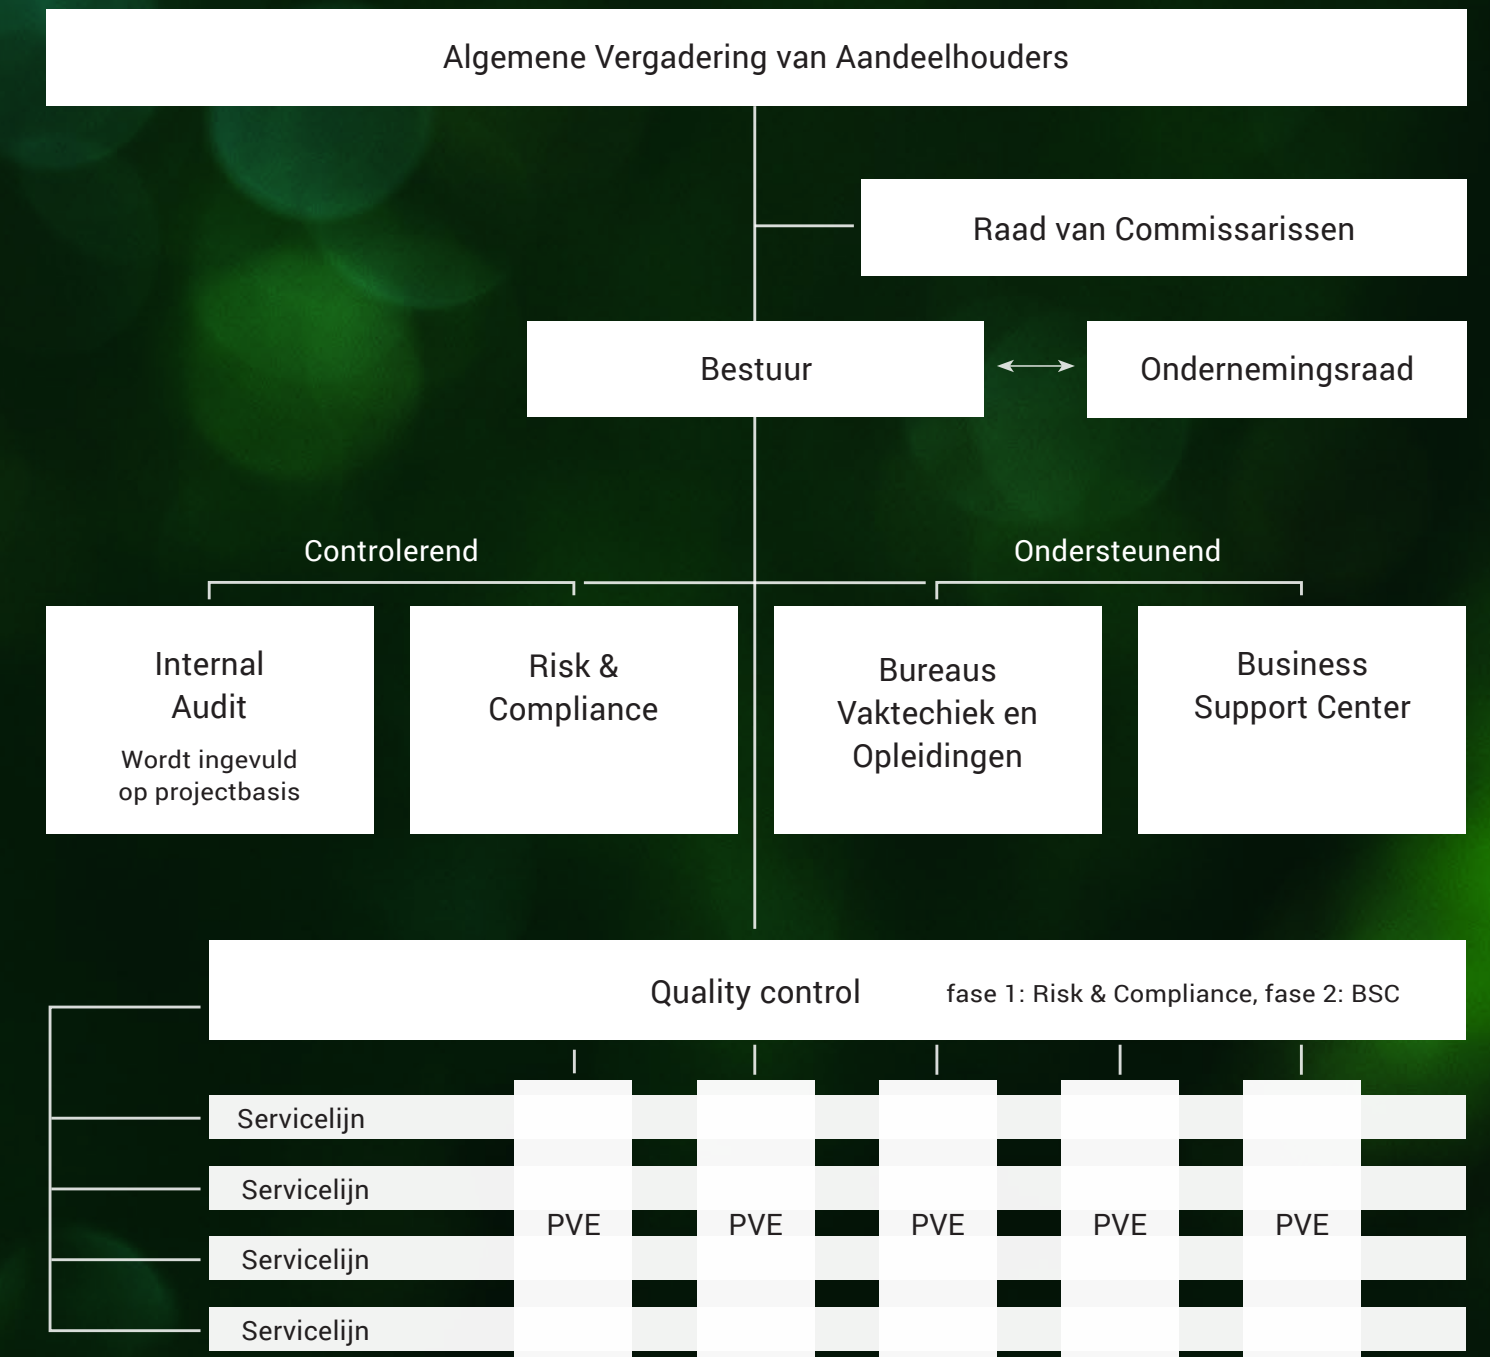 Algemene Vergadering van Aandeelhouders
Raad van Commissarissen
Bestuur
Ondernemingsraad
Controlerend
Ondersteunend
Internal
Audit
Wordt ingevuld
op projectbasis
Risk &
Compliance
Bureaus
Vaktechiek en
Opleidingen
Business
Support Center
Quality control
fase 1: Risk & Compliance, fase 2: BSC
Servicelijn
Servicelijn
PVE
PVE
PVE
PVE
PVE
Servicelijn
Servicelijn